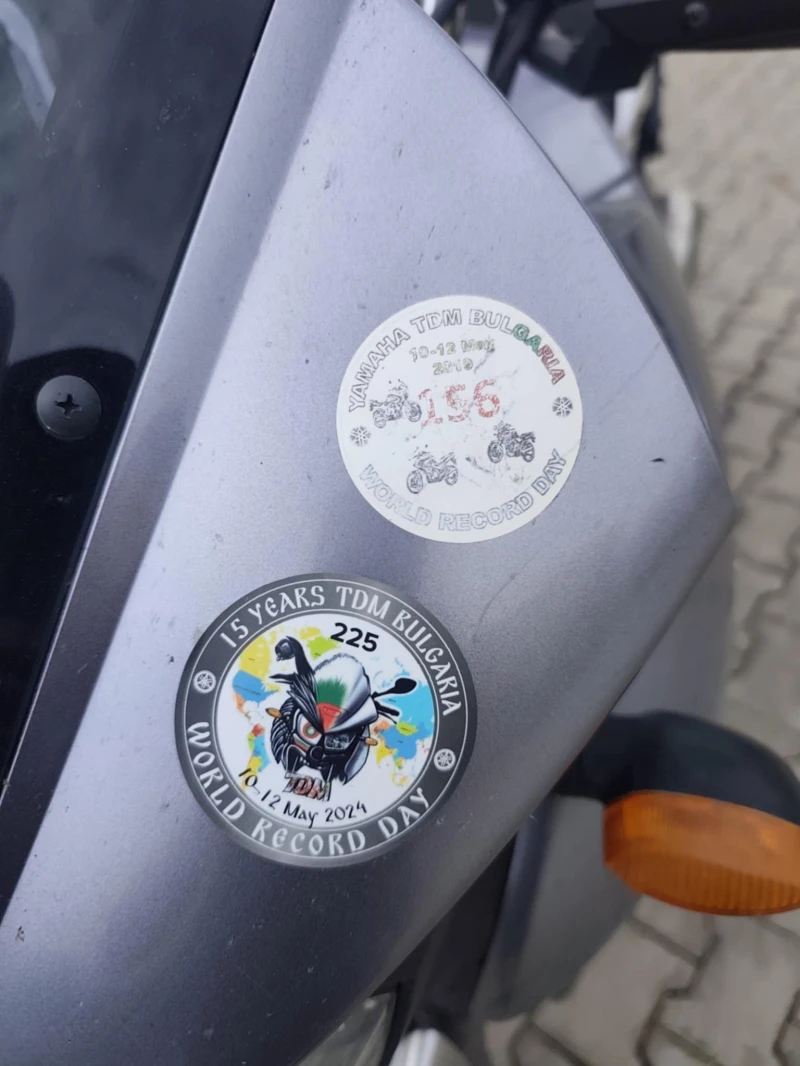 YAMAHA TDM BULGARIA
10-12 Май
2019
156
WORLD RECORD DAY
15 YEARS TDM BULGARIA
225
TDM
10-12 May 2024
WORLD RECORD DAY